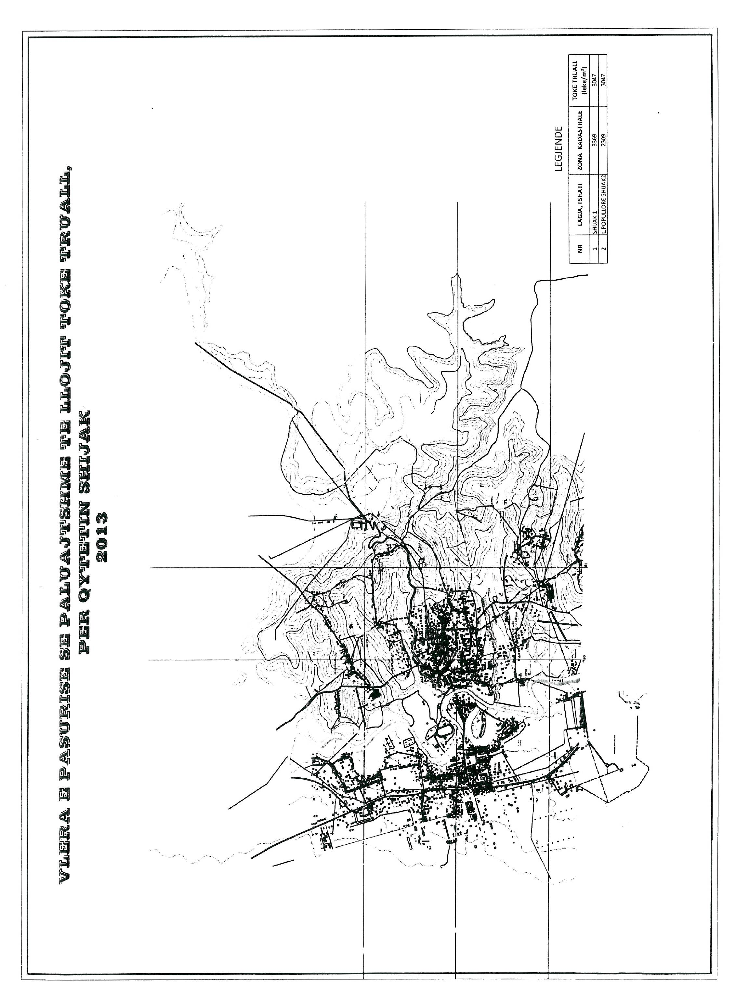 VLERA E PASURISE SE PALUAJTSHME TE LLOJIT TOKE TRUALL,
PER QYTETIN SHIJAK
2013
LEGJENDE
NR LAGJA, FSHATI ZONA KADASTRALE TOKE TRUALL (leke/m²)
1 SHIJAK 1 3369 3047
2 L.POPULLORE SHIJAK2 2309 3047